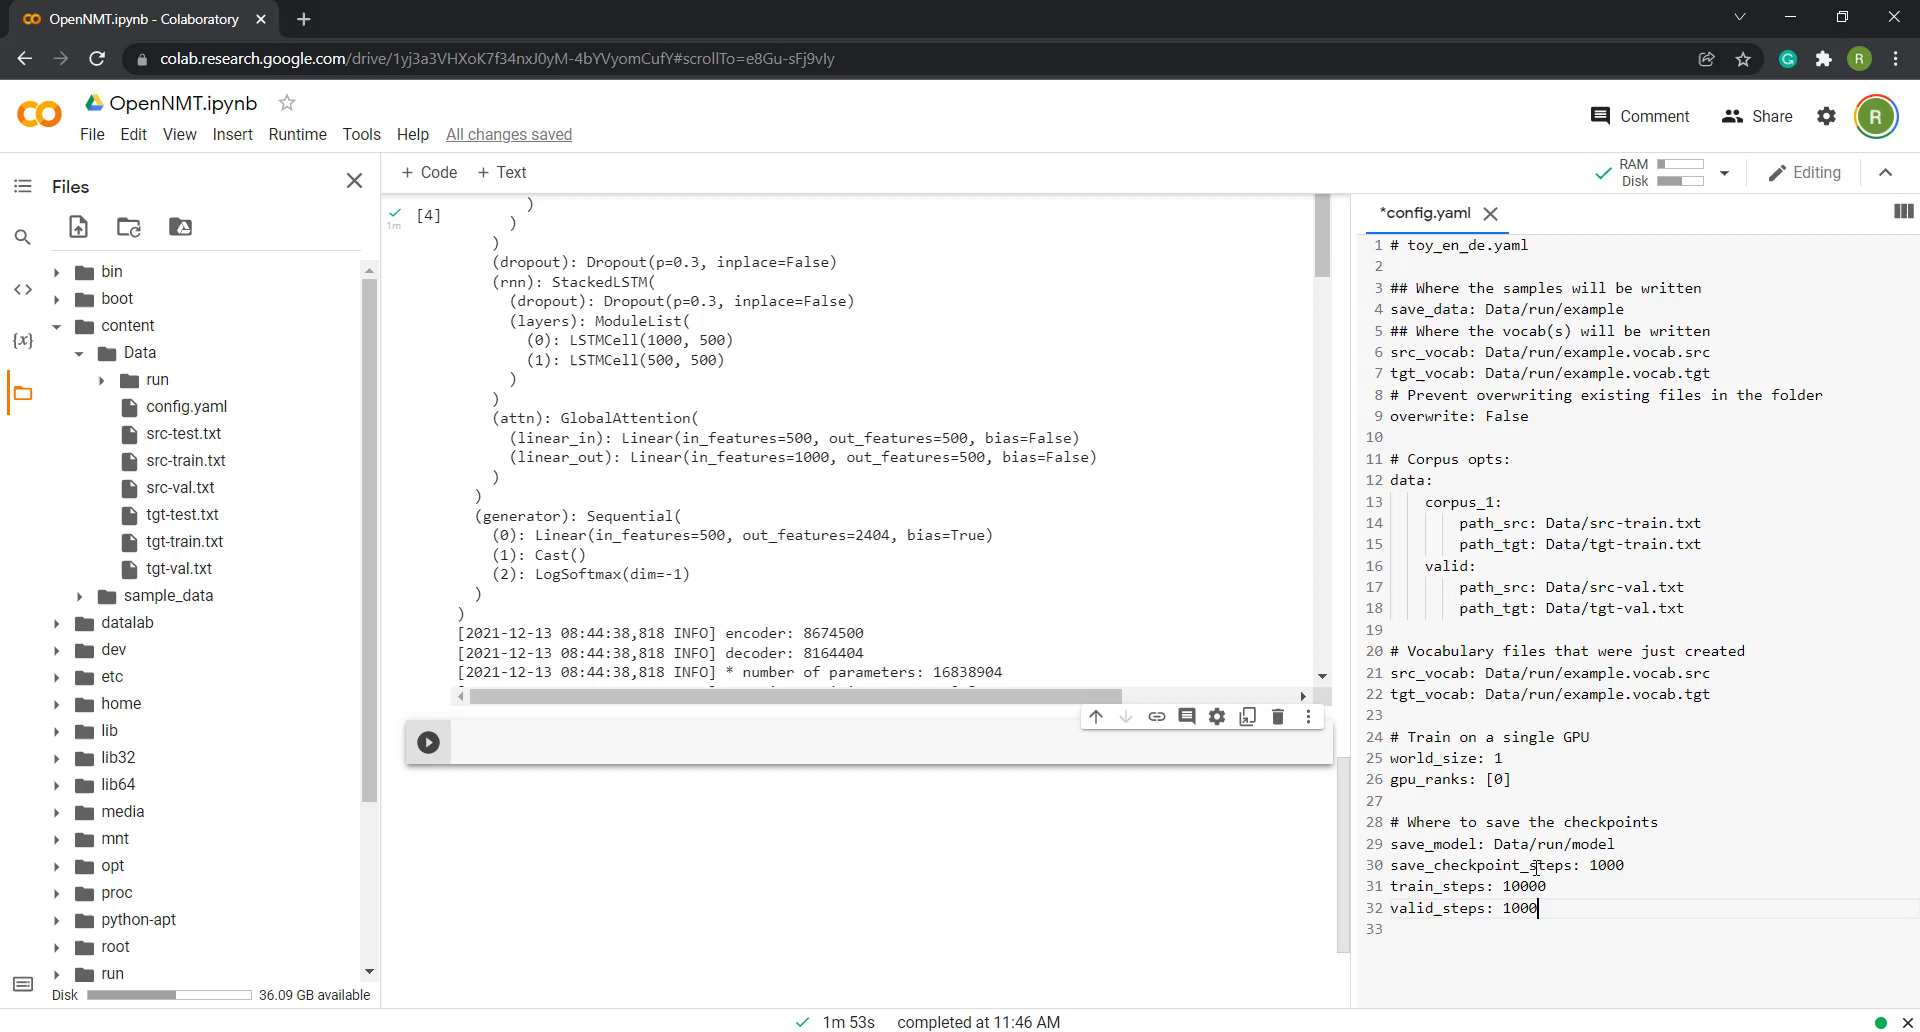 OpenNMT.ipynb - Colaboratory
colab.research.google.com/drive/1yj3a3VHXoK7f34nxJ0yM-4bYVyomCufY#scrollTo=e8Gu-sFj9vIy
R
OpenNMT.ipynb
File Edit View Insert Runtime Tools Help All changes saved
Comment Share R
Files
+ Code + Text
RAM
Disk
Editing
bin
boot
content
Data
run
config.yaml
src-test.txt
src-train.txt
src-val.txt
tgt-test.txt
tgt-train.txt
tgt-val.txt
sample_data
datalab
dev
etc
home
lib
lib32
lib64
media
mnt
opt
proc
python-apt
root
run
Disk 36.09 GB available
1m
[4]
)
)
)
(dropout): Dropout(p=0.3, inplace=False)
(rnn): StackedLSTM(
(dropout): Dropout(p=0.3, inplace=False)
(layers): ModuleList(
(0): LSTMCell(1000, 500)
(1): LSTMCell(500, 500)
)
)
(attn): GlobalAttention(
(linear_in): Linear(in_features=500, out_features=500, bias=False)
(linear_out): Linear(in_features=1000, out_features=500, bias=False)
)
)
(generator): Sequential(
(0): Linear(in_features=500, out_features=2404, bias=True)
(1): Cast()
(2): LogSoftmax(dim=-1)
)
)
[2021-12-13 08:44:38,818 INFO] encoder: 8674500
[2021-12-13 08:44:38,818 INFO] decoder: 8164404
[2021-12-13 08:44:38,818 INFO] * number of parameters: 16838904
*config.yaml
1 # toy_en_de.yaml
2
3 ## Where the samples will be written
4 save_data: Data/run/example
5 ## Where the vocab(s) will be written
6 src_vocab: Data/run/example.vocab.src
7 tgt_vocab: Data/run/example.vocab.tgt
8 # Prevent overwriting existing files in the folder
9 overwrite: False
10
11 # Corpus opts:
12 data:
13 corpus_1:
14 path_src: Data/src-train.txt
15 path_tgt: Data/tgt-train.txt
16 valid:
17 path_src: Data/src-val.txt
18 path_tgt: Data/tgt-val.txt
19
20 # Vocabulary files that were just created
21 src_vocab: Data/run/example.vocab.src
22 tgt_vocab: Data/run/example.vocab.tgt
23
24 # Train on a single GPU
25 world_size: 1
26 gpu_ranks: [0]
27
28 # Where to save the checkpoints
29 save_model: Data/run/model
30 save_checkpoint_steps: 1000
31 train_steps: 10000
32 valid_steps: 1000
33
1m 53s completed at 11:46 AM